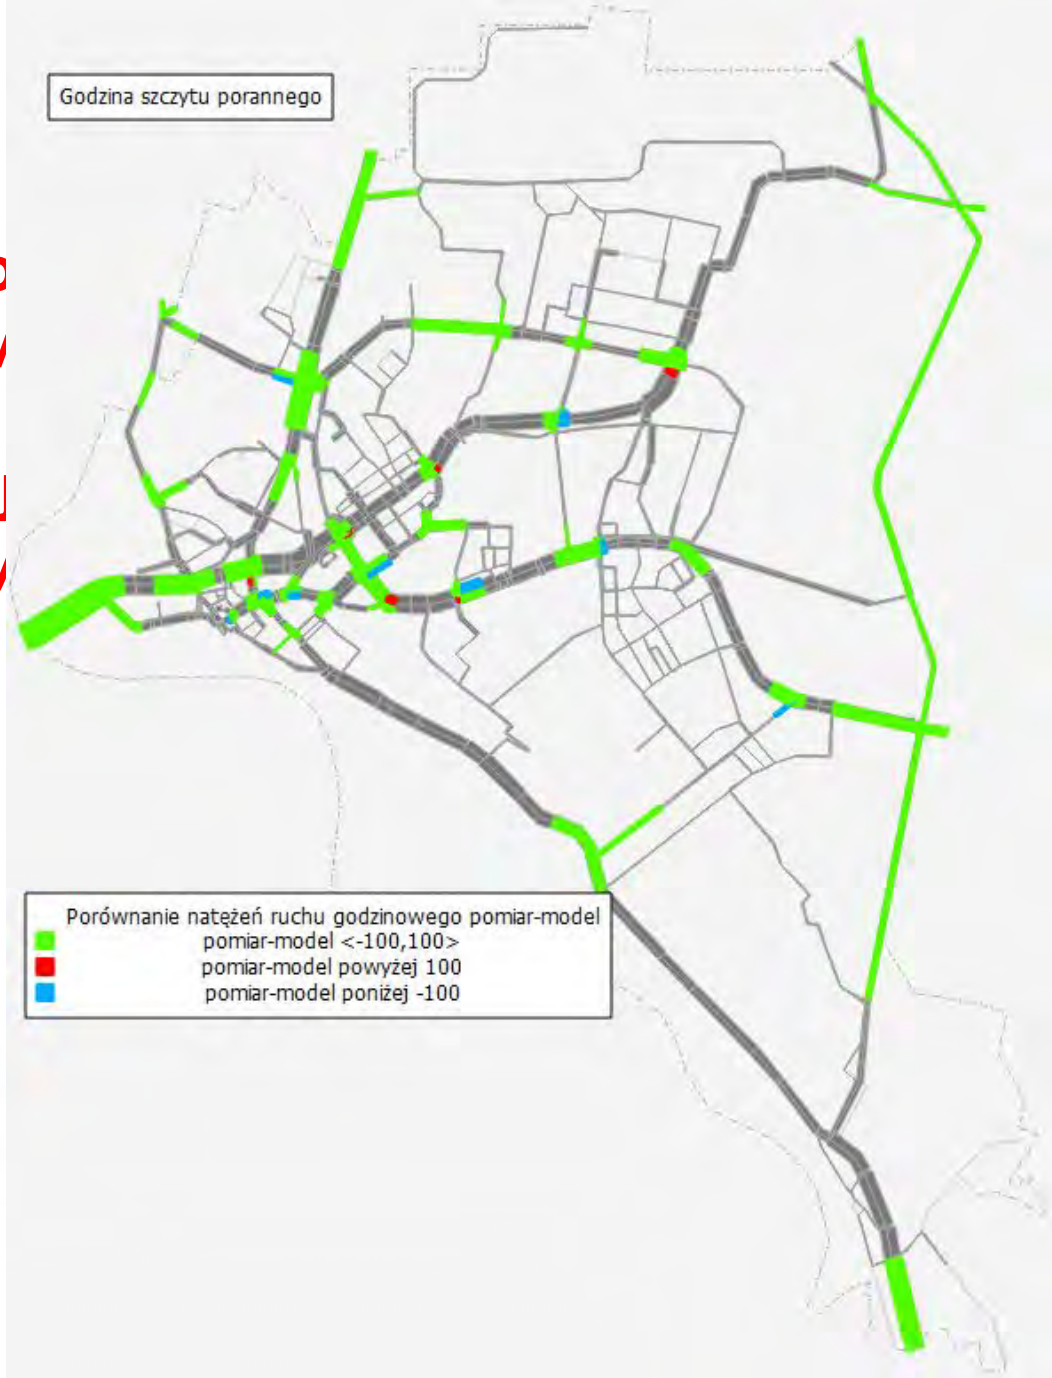 Godzina szczytu porannego
Porównanie natężeń ruchu godzinowego pomiar-model
pomiar-model <-100,100>
pomiar-model powyżej 100
pomiar-model poniżej -100